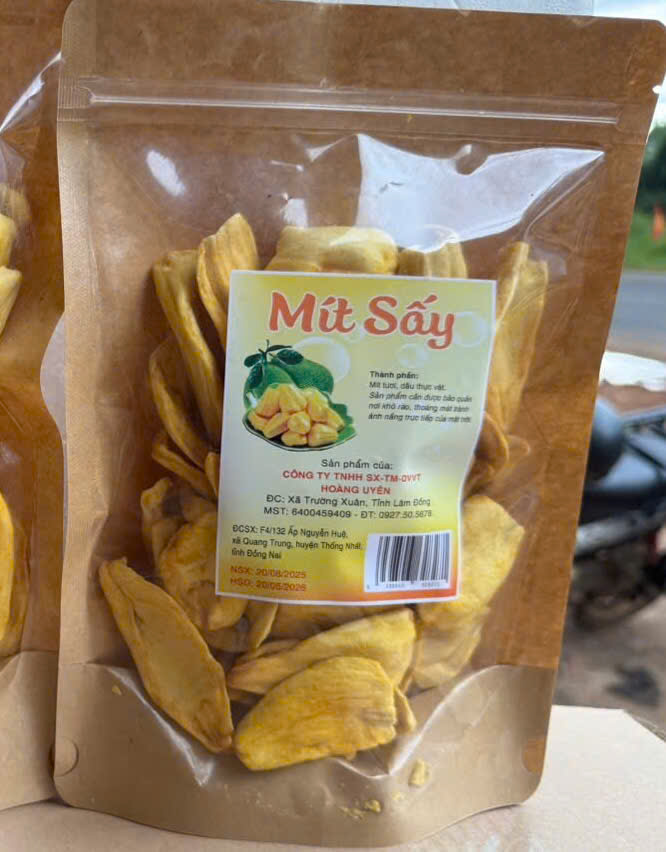 Mít Sấy
Thành phần:
Mít tươi, dầu thực vật.
Sản phẩm cần được bảo quản
nơi khô ráo, thoáng mát tránh
ánh nắng trực tiếp của mặt trời.
Sản phẩm của:
CÔNG TY TNHH SX-TM-DVVT
HOÀNG UYÊN
ĐC: Xã Trường Xuân, Tỉnh Lâm Đồng
MST: 6400459409 - ĐT: 0927.50.5678
ĐCSX: F4/132 Ấp Nguyễn Huệ,
xã Quang Trung, huyện Thống Nhất,
tỉnh Đồng Nai
NSX: 20/08/2025
HSD: 20/05/2026